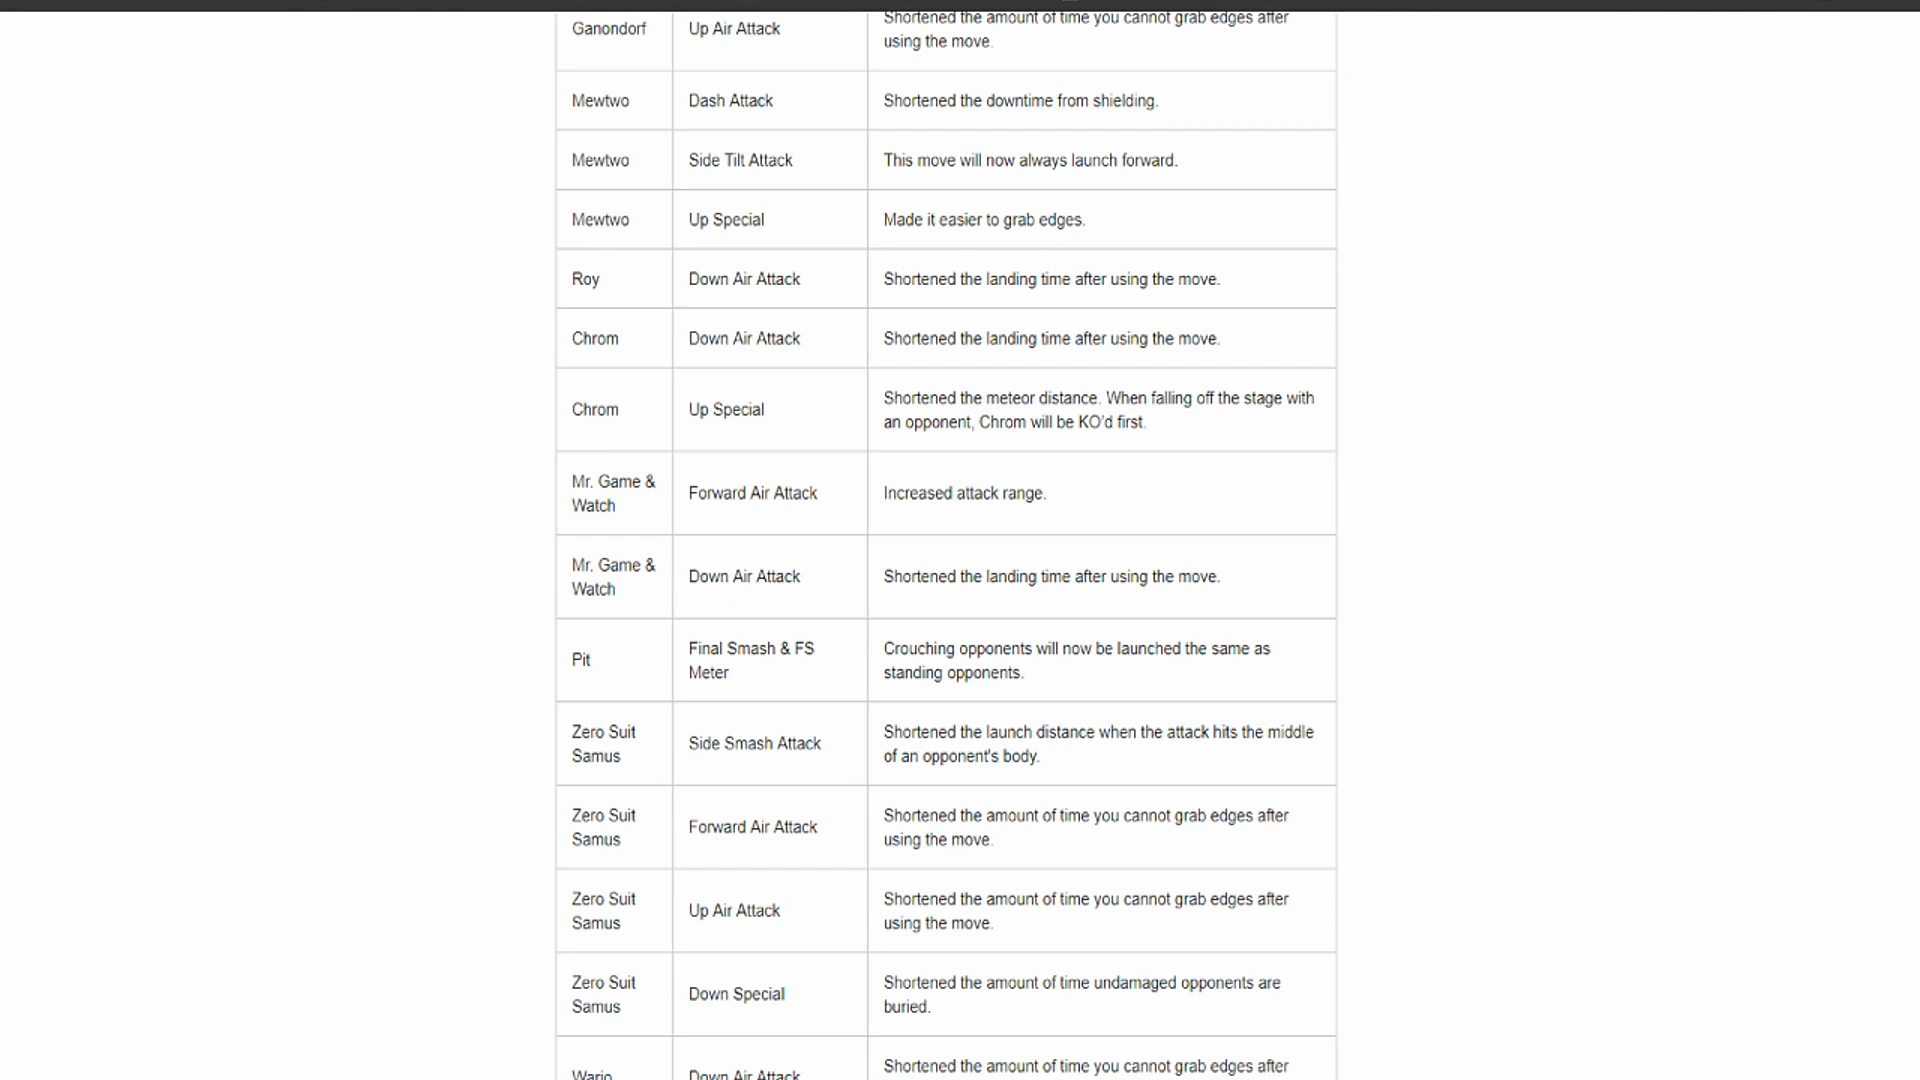 Shortened the amount of time you cannot grab edges after
Ganondorf Up Air Attack
using the move.
Mewtwo Dash Attack Shortened the downtime from shielding.
Mewtwo Side Tilt Attack This move will now always launch forward.
Mewtwo Up Special Made it easier to grab edges.
Roy Down Air Attack Shortened the landing time after using the move.
Chrom Down Air Attack Shortened the landing time after using the move.
Chrom Up Special Shortened the meteor distance. When falling off the stage with
an opponent, Chrom will be KO'd first.
Mr. Game &
Watch
Forward Air Attack Increased attack range.
Mr. Game &
Watch
Down Air Attack Shortened the landing time after using the move.
Pit
Final Smash & FS
Meter
Crouching opponents will now be launched the same as
standing opponents.
Zero Suit
Samus
Side Smash Attack
Shortened the launch distance when the attack hits the middle
of an opponent's body.
Zero Suit
Samus
Forward Air Attack
Shortened the amount of time you cannot grab edges after
using the move.
Zero Suit
Samus
Up Air Attack
Shortened the amount of time you cannot grab edges after
using the move.
Zero Suit
Samus
Down Special
Shortened the amount of time undamaged opponents are
buried.
Wario Down Air Attack
Shortened the amount of time you cannot grab edges after